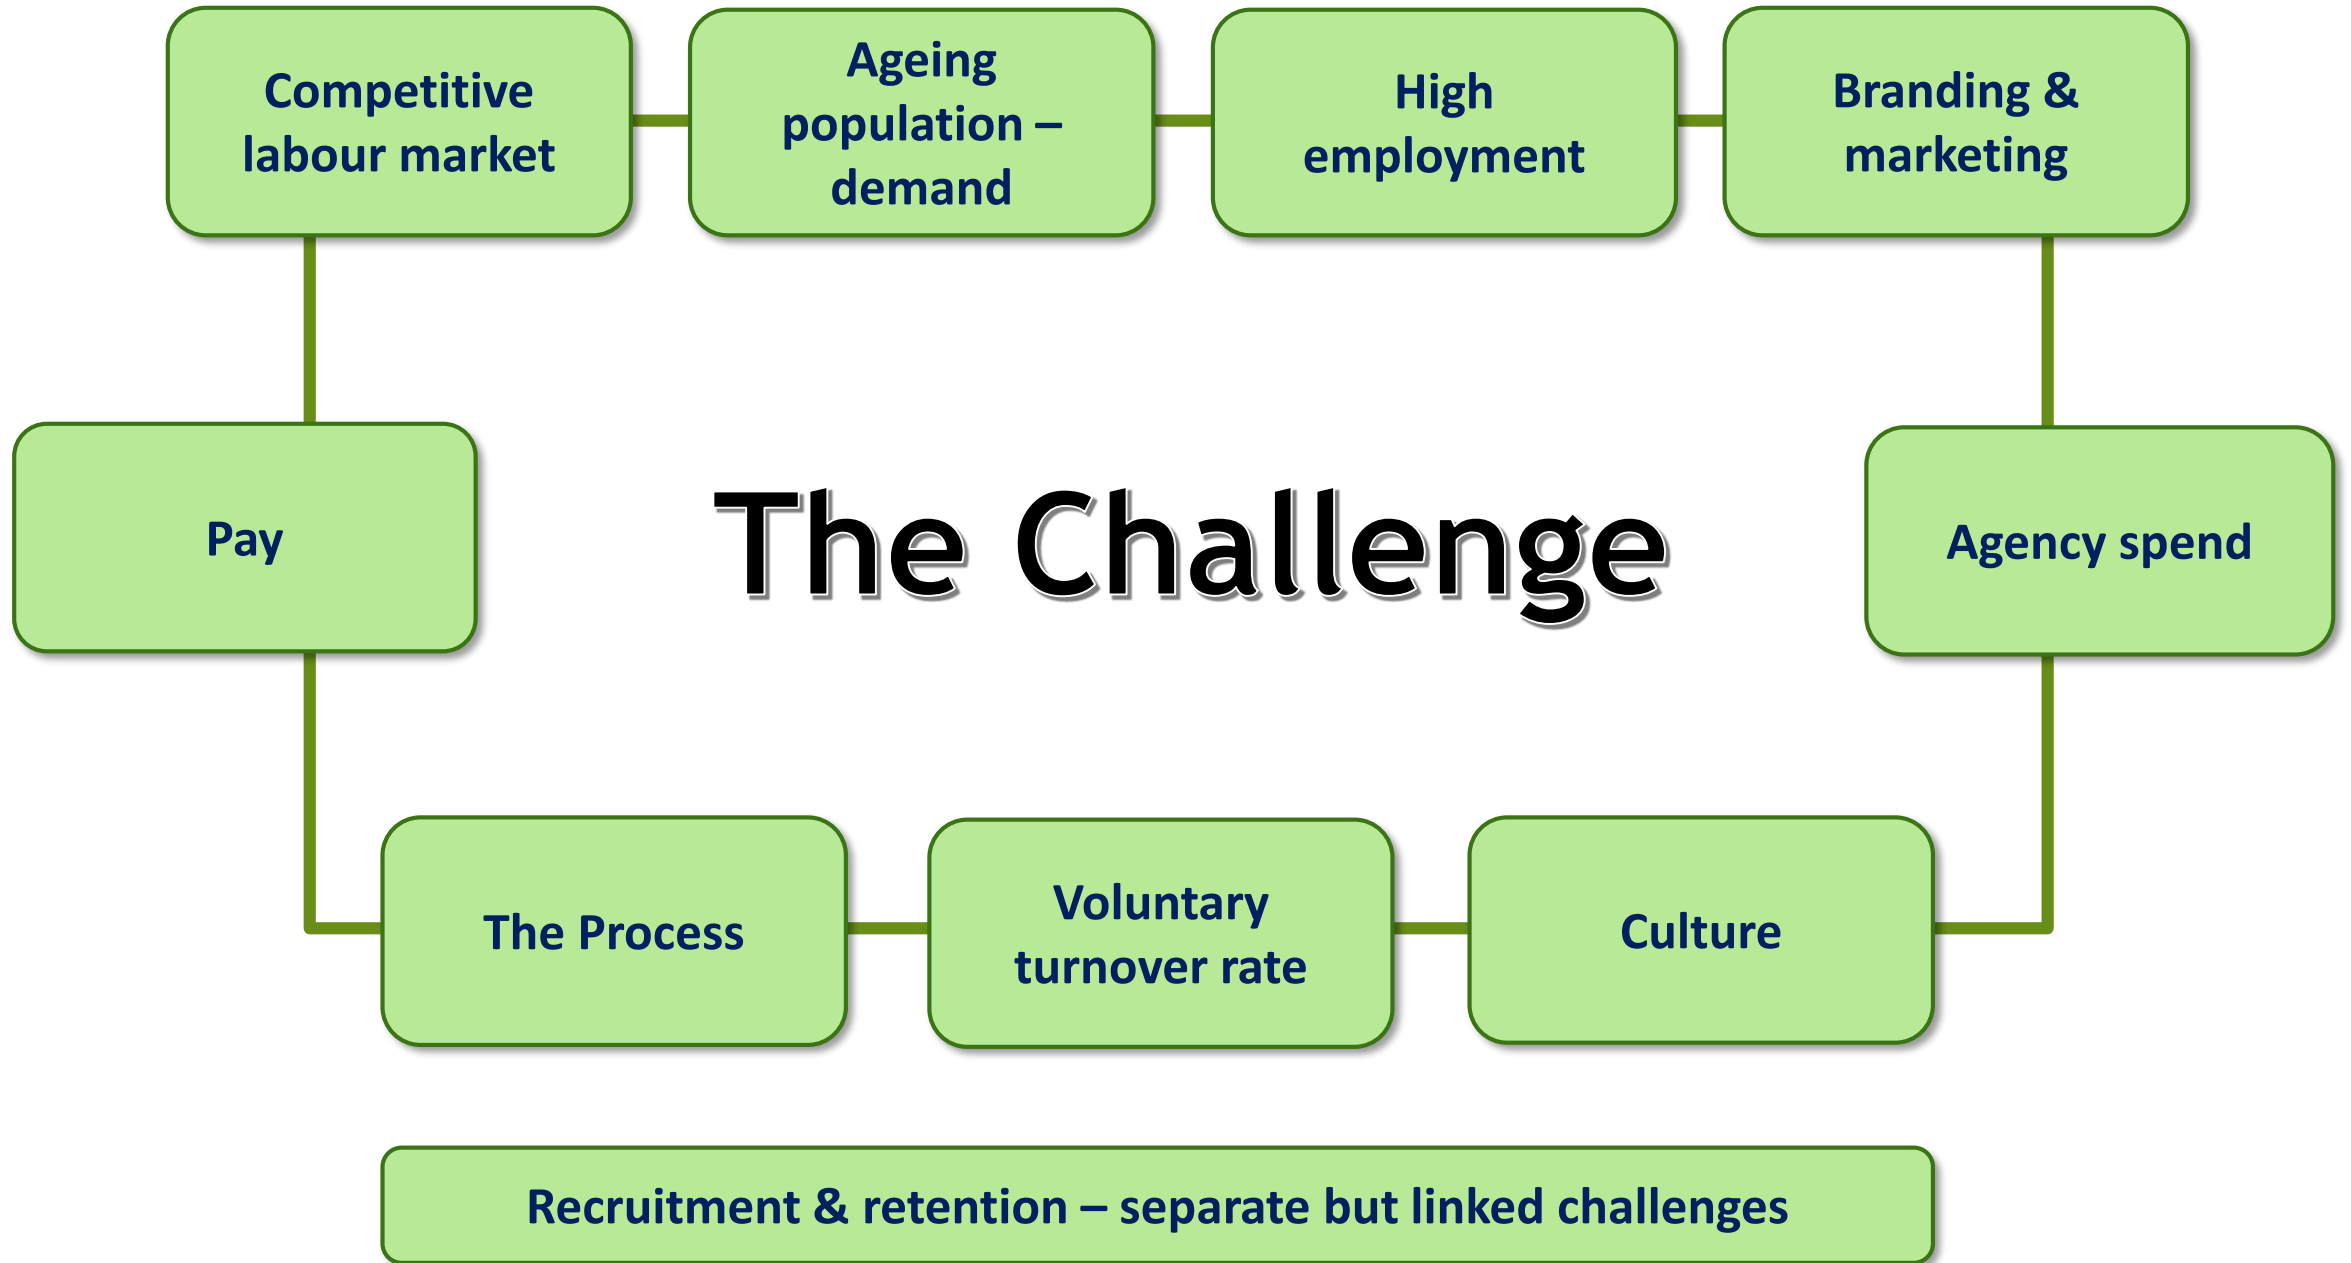 Competitive
labour market
Ageing
population –
demand
High
employment
Branding &
marketing
Pay
The Challenge
Agency spend
The Process
Voluntary
turnover rate
Culture
Recruitment & retention – separate but linked challenges